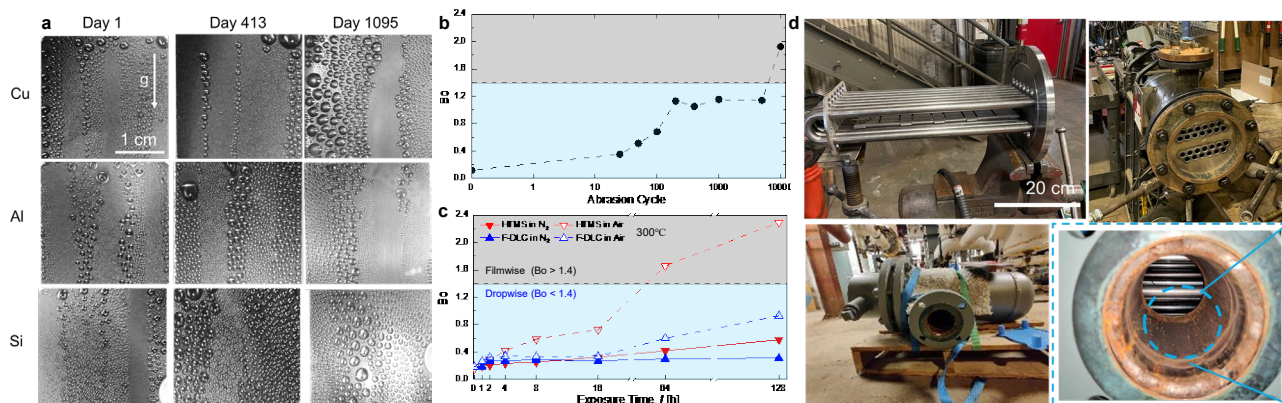 a
Day 1
Day 413
Day 1095
Cu
Al
Si
g
1 cm
b
2.4
2.0
1.6
1.2
0.8
0.4
0.0
Bo
0
1
10
100
1000
10000
Abrasion Cycle
c
2.4
2.0
1.6
1.2
0.8
0.4
0.0
Bo
HTMS in N2
HTMS in Air
F-DLC in N2
F-DLC in Air
300℃
Filmwise (Bo > 1.4)
Dropwise (Bo < 1.4)
0
1
2
4
8
16
64
128
Exposure Time, t [h]
d
20 cm